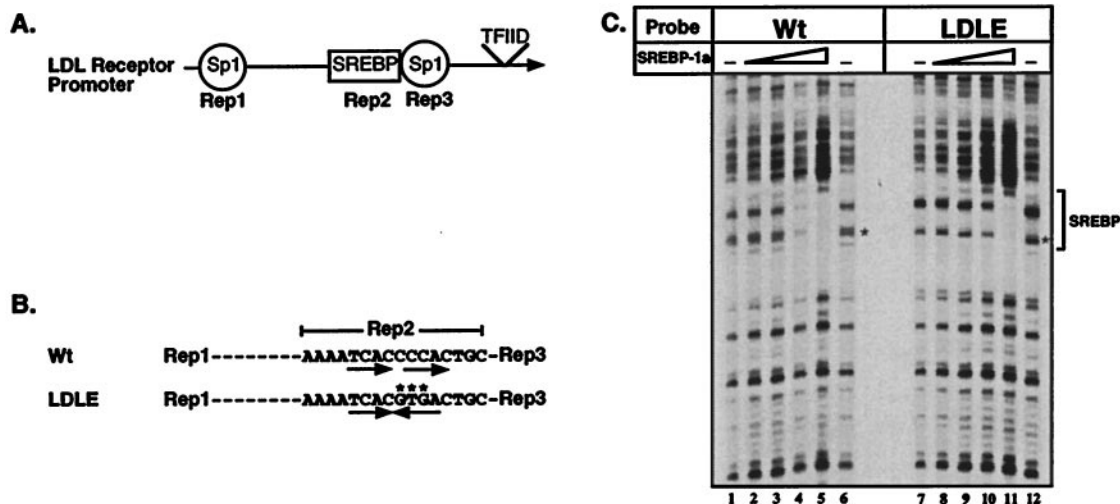 A.
LDL Receptor
Promoter
Sp1
SREBP
Sp1
TFIID
Rep1
Rep2
Rep3
B.
Rep2
Wt
Rep1---------AAAATCACCCCACTGC-Rep3
***
LDLE
Rep1---------AAAATCACGTGACTGC-Rep3
C.
Probe
Wt
LDLE
SREBP-1a
–
–
–
–
*
*
SREBP
1 2 3 4 5 6 7 8 9 10 11 12